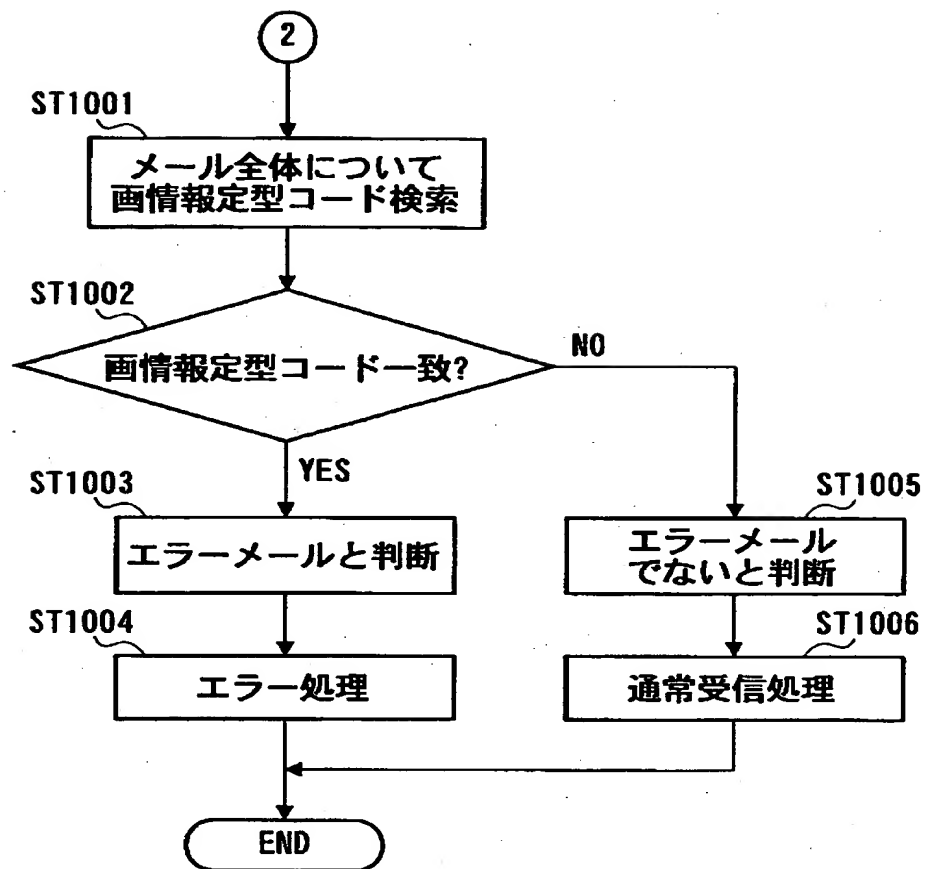 2
ST1001
メール全体について
画情報定型コード検索
ST1002
画情報定型コード一致?
NO
YES
ST1003
エラーメールと判断
ST1005
エラーメール
でないと判断
ST1004
エラー処理
ST1006
通常受信処理
END